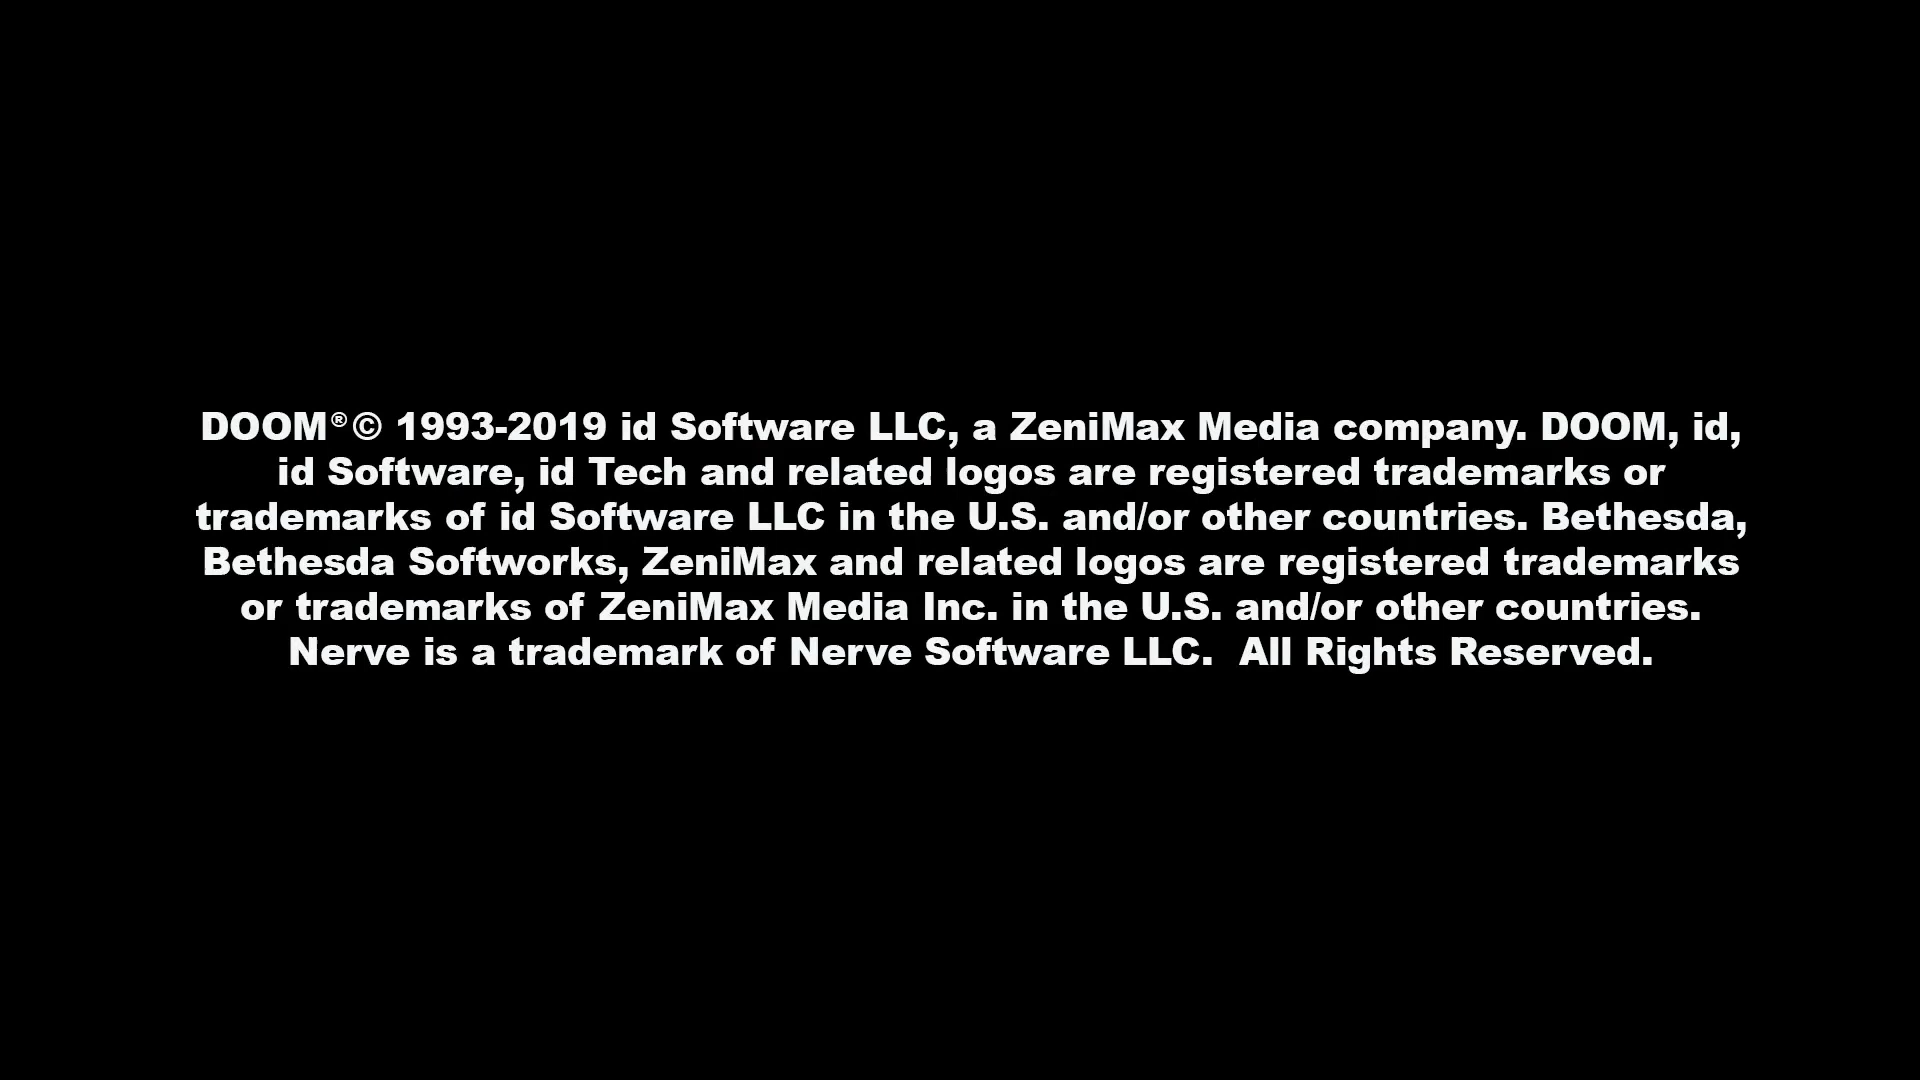 DOOM®© 1993-2019 id Software LLC, a ZeniMax Media company. DOOM, id,
id Software, id Tech and related logos are registered trademarks or
trademarks of id Software LLC in the U.S. and/or other countries. Bethesda,
Bethesda Softworks, ZeniMax and related logos are registered trademarks
or trademarks of ZeniMax Media Inc. in the U.S. and/or other countries.
Nerve is a trademark of Nerve Software LLC.  All Rights Reserved.